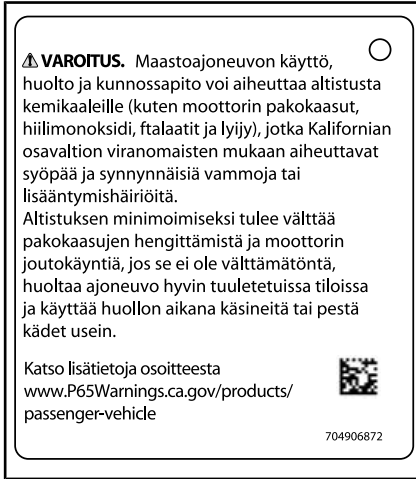 ⚠ VAROITUS. Maastoajoneuvon käyttö,
huolto ja kunnossapito voi aiheuttaa altistusta
kemikaaleille (kuten moottorin pakokaasut,
hiilimonoksidi, ftalaatit ja lyijy), jotka Kalifornian
osavaltion viranomaisten mukaan aiheuttavat
syöpää ja synnynnäisiä vammoja tai
lisääntymishäiriöitä.
Altistuksen minimoimiseksi tulee välttää
pakokaasujen hengittämistä ja moottorin
joutokäyntiä, jos se ei ole välttämätöntä,
huoltaa ajoneuvo hyvin tuuletetuissa tiloissa
ja käyttää huollon aikana käsineitä tai pestä
kädet usein.
Katso lisätietoja osoitteesta
www.P65Warnings.ca.gov/products/
passenger-vehicle
704906872